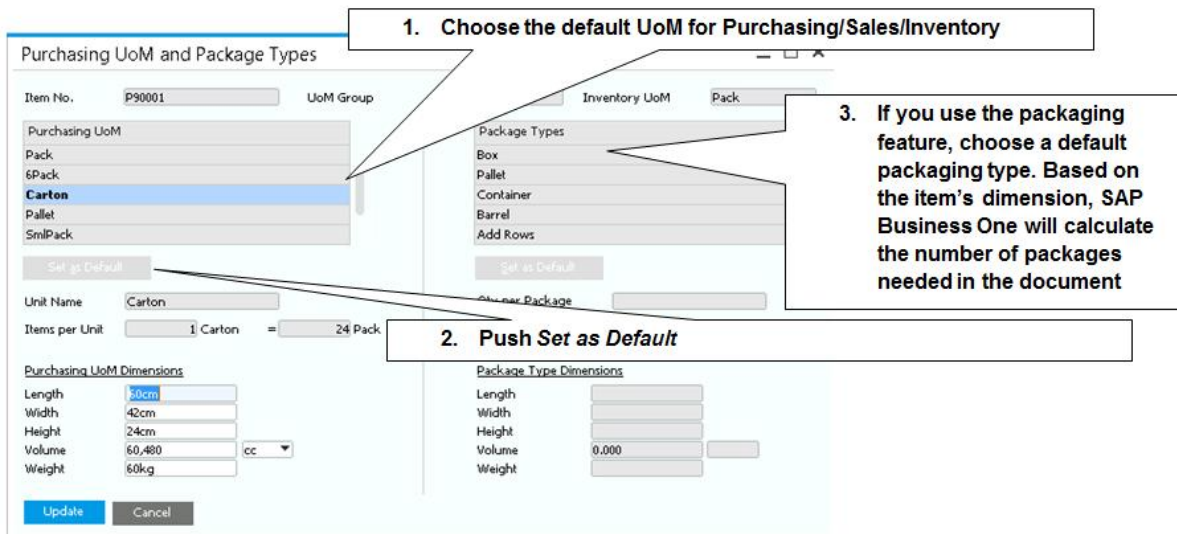 1. Choose the default UoM for Purchasing/Sales/Inventory
Purchasing UoM and Package Types
Item No. P90001 UoM Group Inventory UoM Pack
Purchasing UoM
Pack
6Pack
Carton
Pallet
SmlPack
Set as Default
Package Types
Box
Pallet
Container
Barrel
Add Rows
Set as Default
3. If you use the packaging
feature, choose a default
packaging type. Based on
the item's dimension, SAP
Business One will calculate
the number of packages
needed in the document
Unit Name Carton
Qty per Package
Items per Unit 1 Carton = 24 Pack
2. Push Set as Default
Purchasing UoM Dimensions
Length 60cm
Width 42cm
Height 24cm
Volume 60,480 cc
Weight 60kg
Package Type Dimensions
Length
Width
Height
Volume 0.000
Weight
Update Cancel